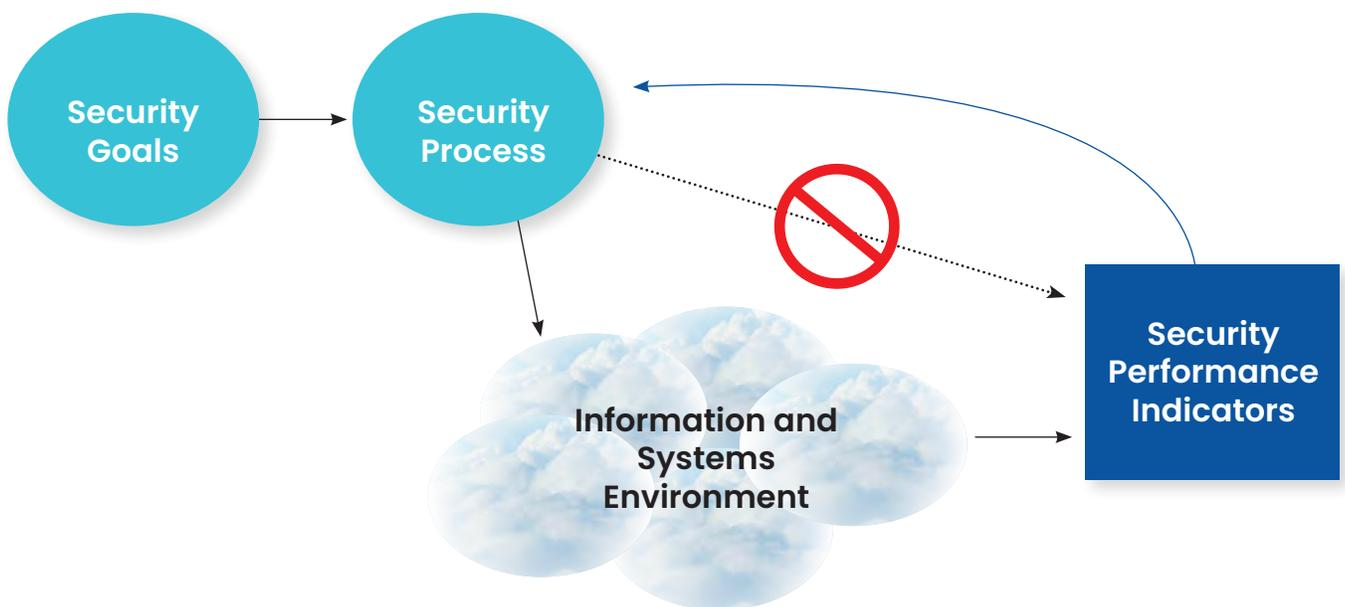 Security
Goals
Security
Process
Security
Performance
Indicators
Information and
Systems
Environment